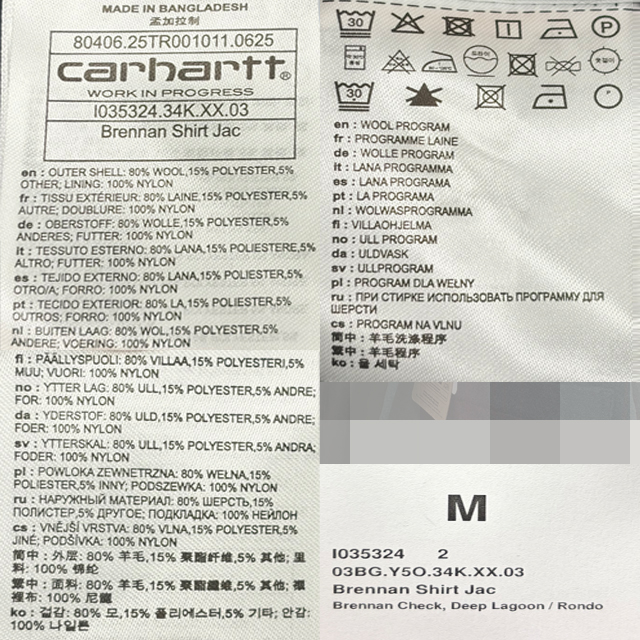 MADE IN BANGLADESH
孟加拉制
80406.25TR001011.0625
carhartt®
WORK IN PROGRESS
I035324.34K.XX.03
Brennan Shirt Jac
en : OUTER SHELL: 80% WOOL,15% POLYESTER,5%
OTHER; LINING: 100% NYLON
fr : TISSU EXTÉRIEUR: 80% LAINE,15% POLYESTER,5%
AUTRE; DOUBLURE: 100% NYLON
de : OBERSTOFF: 80% WOLLE,15% POLYESTER,5%
ANDERES; FUTTER: 100% NYLON
it : TESSUTO ESTERNO: 80% LANA,15% POLIESTERE,5%
ALTRO; FUTTER: 100% NYLON
es : TEJIDO EXTERNO: 80% LANA,15% POLIESTER,5%
OTRO/A; FORRO: 100% NYLON
pt : TECIDO EXTERIOR: 80% LA,15% POLIESTER,5%
OUTROS; FORRO: 100% NYLON
nl : BUITEN LAAG: 80% WOL,15% POLYESTER,5%
ANDERE; VOERING: 100% NYLON
fi : PÄÄLLYSPUOLI: 80% VILLAA,15% POLYESTERI,5%
MUU; VUORI: 100% NYLON
no : YTTER LAG: 80% ULL,15% POLYESTER,5% ANDRE;
FOR: 100% NYLON
da : YDERSTOF: 80% ULD,15% POLYESTER,5% ANDRE;
FOER: 100% NYLON
sv : YTTERSKAL: 80% ULL,15% POLYESTER,5% ANDRA;
FODER: 100% NYLON
pl : POWLOKA ZEWNETRZNA: 80% WEŁNA,15%
POLIESTER,5% INNY; PODSZEWKA: 100% NYLON
ru : НАРУЖНЫЙ МАТЕРИАЛ: 80% ШЕРСТЬ,15%
ПОЛИСТЕР,5% ДРУГОЕ; ПОДКЛАДКА: 100% НЕЙЛОН
cs : VNĚJŠÍ VRSTVA: 80% VLNA,15% POLYESTER,5%
JINÉ; PODŠÍVKA: 100% NYLON
简中 : 外层: 80% 羊毛,15% 聚酯纤维,5% 其他; 里
料: 100% 锦纶
繁中 : 面料: 80% 羊毛,15% 聚酯纖維,5% 其他; 襯
裡布: 100% 尼龍
ko : 겉감: 80% 모,15% 폴리에스터,5% 기타; 안감:
100% 나일론
30
P
드라이
30
en : WOOL PROGRAM
fr : PROGRAMME LAINE
de : WOLLE PROGRAM
it : LANA PROGRAMMA
es : LANA PROGRAMA
pt : LA PROGRAMA
nl : WOLWASPROGRAMMA
fi : VILLAOHJELMA
no : ULL PROGRAM
da : ULDVASK
sv : ULLPROGRAM
pl : PROGRAM DLA WEŁNY
ru : ПРИ СТИРКЕ ИСПОЛЬЗОВАТЬ ПРОГРАММУ ДЛЯ
ШЕРСТИ
cs : PROGRAM NA VLNU
简中 : 羊毛洗涤程序
繁中 : 羊毛程序
ko : 울 세탁
M
I035324 2
03BG.Y5O.34K.XX.03
Brennan Shirt Jac
Brennan Check, Deep Lagoon / Rondo